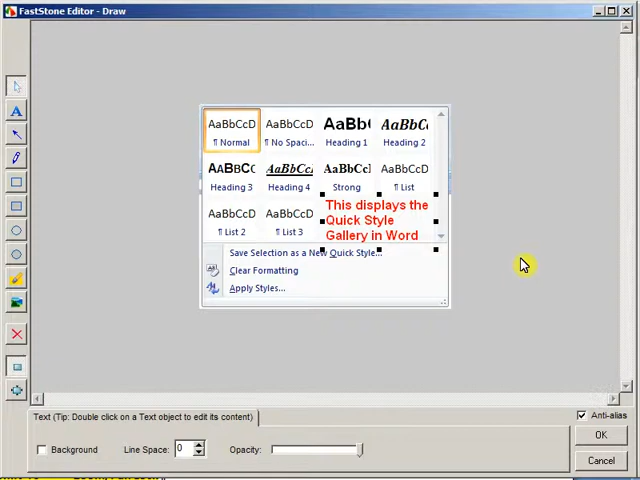 FastStone Editor - Draw
AaBbCcD AaBbCcD AaBb( AaBbC
¶ Normal ¶ No Spaci... Heading 1 Heading 2
AaBbCc AaBbCcI AaBbCcI AaBbCcD
Heading 3 Heading 4 Strong ¶ List
This displays the
AaBbCcD AaBbCcD Quick Style
¶ List 2 ¶ List 3 Gallery in Word
Save Selection as a New Quick Style...
Clear Formatting
Apply Styles...
Text (Tip: Double click on a Text object to edit its content)
Anti-alias
Background Line Space: 0 Opacity:
OK
Cancel